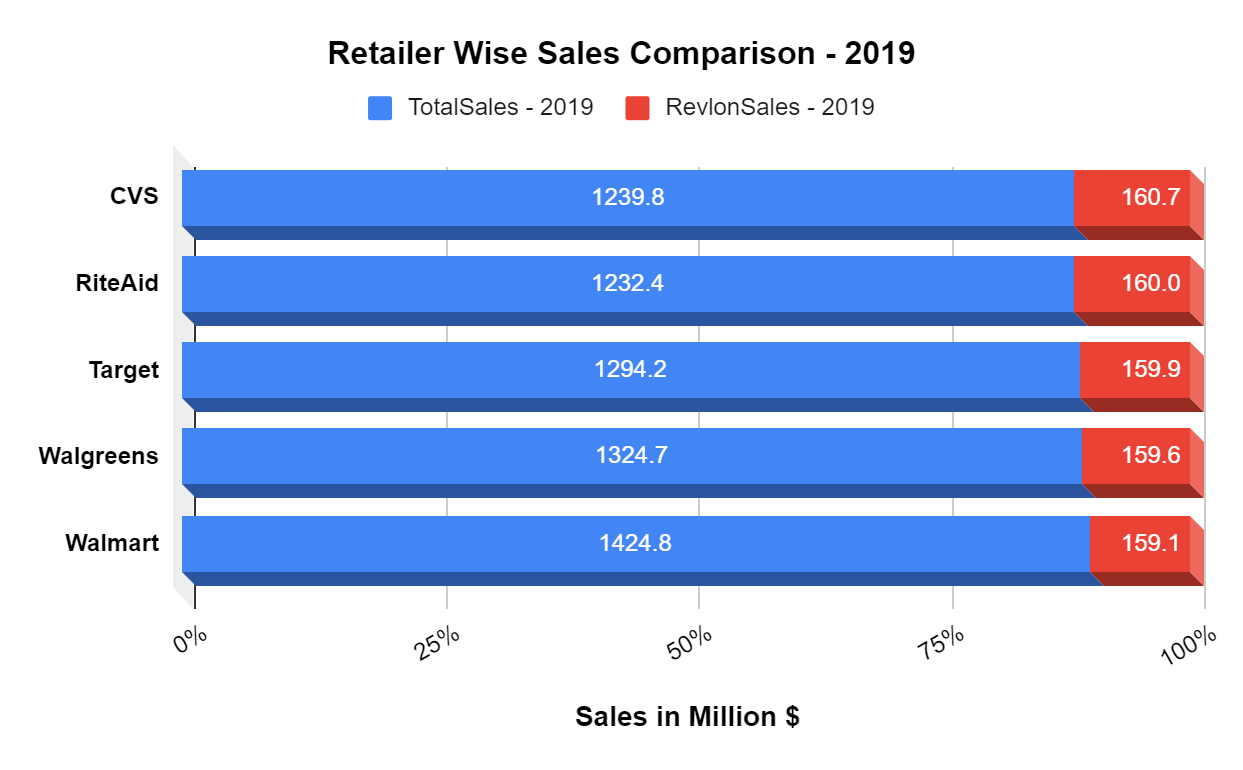 Retailer Wise Sales Comparison - 2019
TotalSales - 2019 RevlonSales - 2019
CVS 1239.8 160.7
RiteAid 1232.4 160.0
Target 1294.2 159.9
Walgreens 1324.7 159.6
Walmart 1424.8 159.1
0% 25% 50% 75% 100%
Sales in Million $